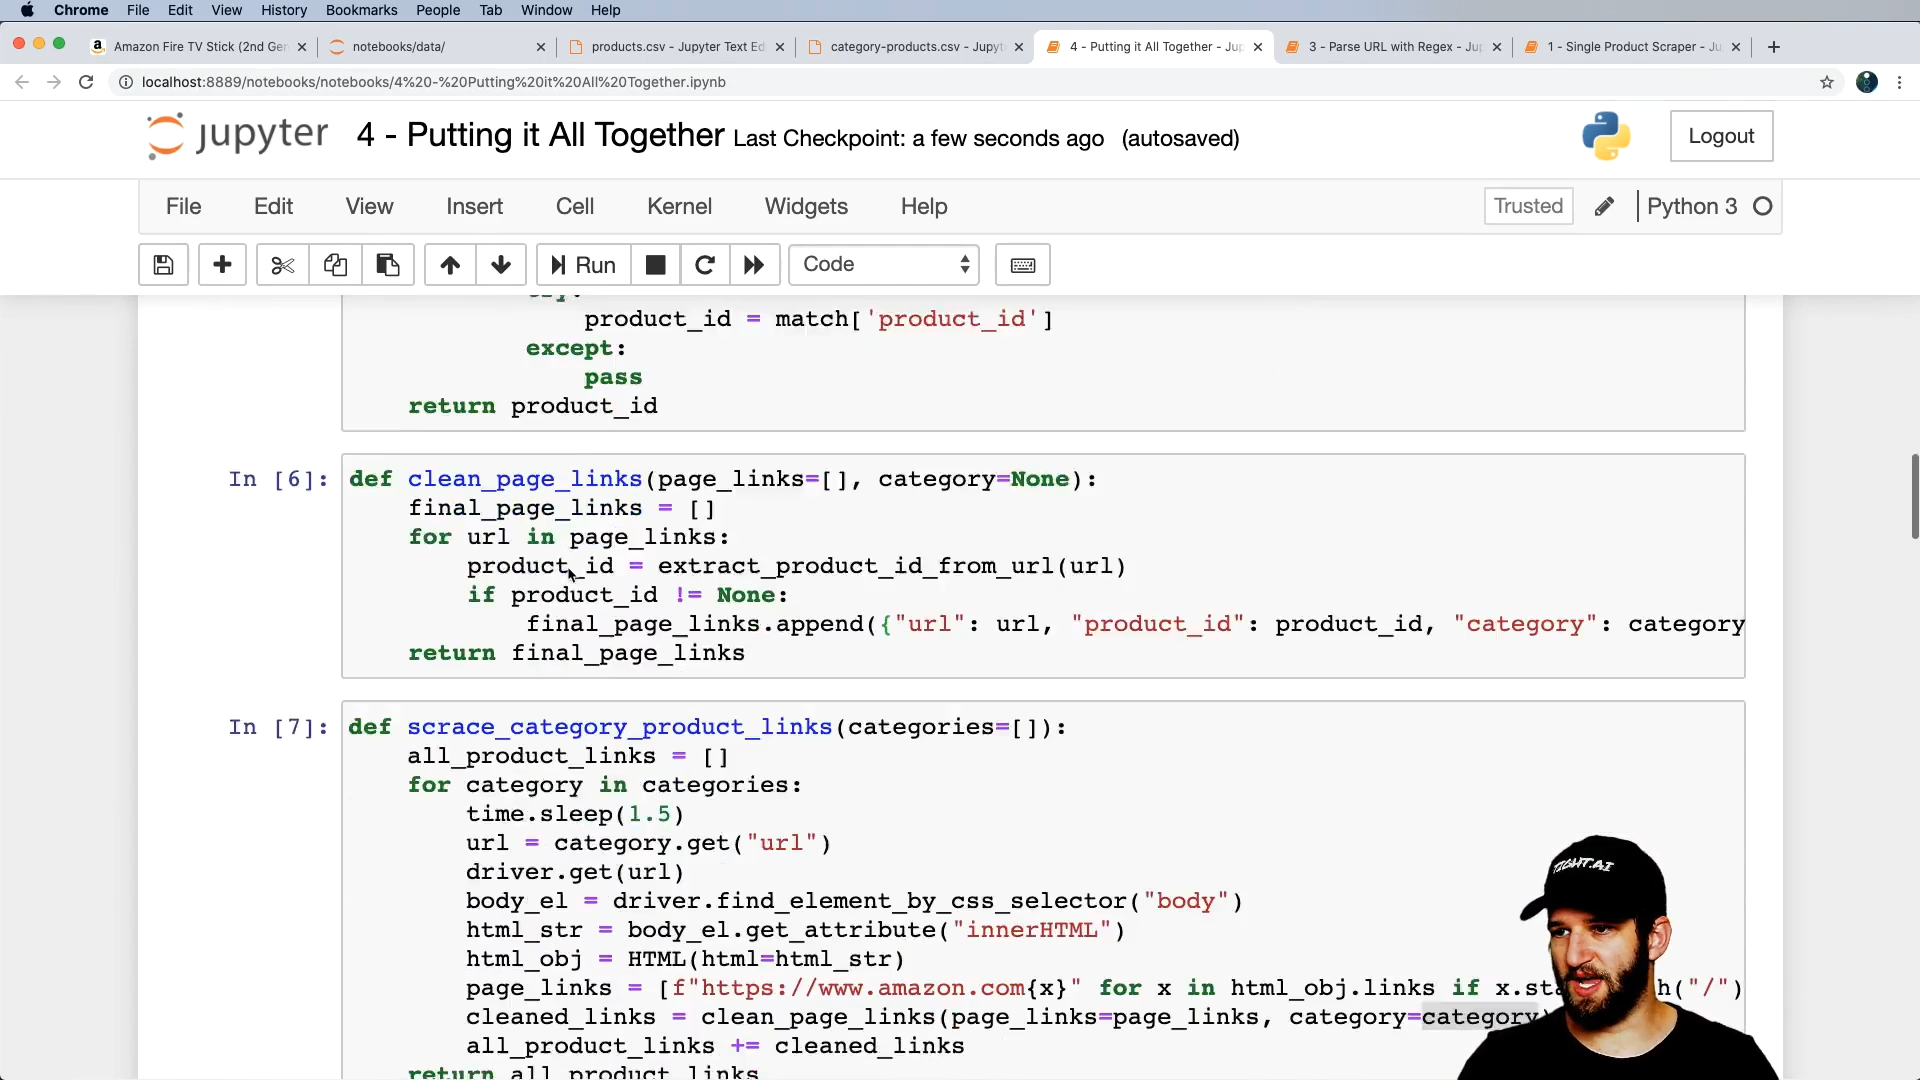 Chrome File Edit View History Bookmarks People Tab Window Help
Amazon Fire TV Stick (2nd Gen notebooks/data/ products.csv - Jupyter Text Ed category-products.csv - Jupyt 4 - Putting it All Together - Jup 3 - Parse URL with Regex - Jup 1 - Single Product Scraper - Ju
localhost:8889/notebooks/notebooks/4%20-%20Putting%20it%20All%20Together.ipynb
jupyter 4 - Putting it All Together Last Checkpoint: a few seconds ago (autosaved) Logout
File Edit View Insert Cell Kernel Widgets Help Trusted Python 3
Run Code
product_id = match['product_id']
except:
pass
return product_id
In [6]: def clean_page_links(page_links=[], category=None):
final_page_links = []
for url in page_links:
product_id = extract_product_id_from_url(url)
if product_id != None:
final_page_links.append({"url": url, "product_id": product_id, "category": category
return final_page_links
In [7]: def scrace_category_product_links(categories=[]):
all_product_links = []
for category in categories:
time.sleep(1.5)
url = category.get("url")
driver.get(url)
body_el = driver.find_element_by_css_selector("body")
html_str = body_el.get_attribute("innerHTML")
html_obj = HTML(html=html_str)
page_links = [f"https://www.amazon.com{x}" for x in html_obj.links if x.sta h("/")
cleaned_links = clean_page_links(page_links=page_links, category=category)
all_product_links += cleaned_links
return all_product_links
TIGHT.AI